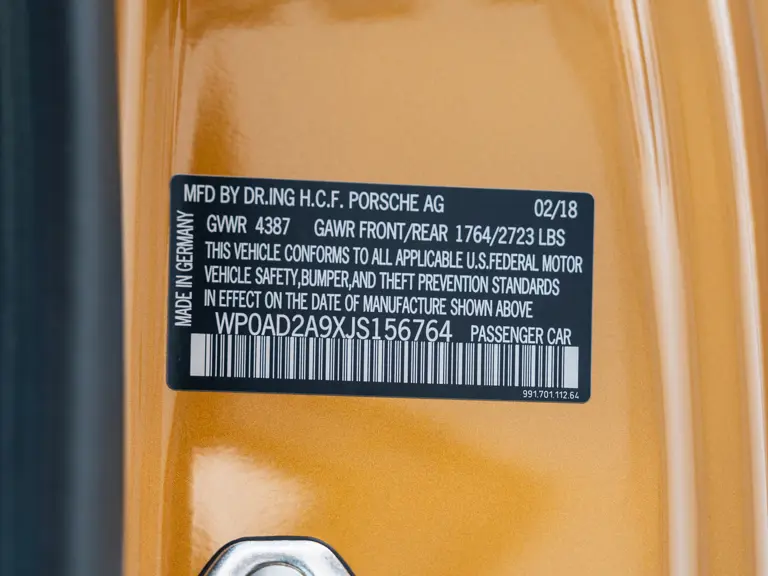 MFD BY DR.ING H.C.F. PORSCHE AG 02/18
GVWR 4387 GAWR FRONT/REAR 1764/2723 LBS
THIS VEHICLE CONFORMS TO ALL APPLICABLE U.S.FEDERAL MOTOR
VEHICLE SAFETY,BUMPER,AND THEFT PREVENTION STANDARDS
IN EFFECT ON THE DATE OF MANUFACTURE SHOWN ABOVE
WP0AD2A9XJS156764 PASSENGER CAR
991.701.112.64
MADE IN GERMANY